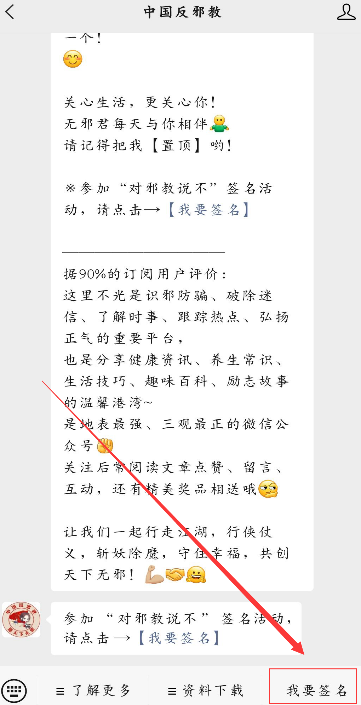 中国反邪教
一个！
关心生活，更关心你！
无邪君每天与你相伴
请记得把我【置顶】哟！
※参加“对邪教说不”签名活
动，请点击→【我要签名】
据90%的订阅用户评价：
这里不光是识邪防骗、破除迷
信、了解时事、跟踪热点、弘扬
正气的重要平台，
也是分享健康资讯、养生常识、
生活技巧、趣味百科、励志故事
的温馨港湾~
是地表最强、三观最正的微信公
众号
关注后常阅读文章点赞、留言、
互动，还有精美奖品相送哦
让我们一起行走江湖，行侠仗
义，斩妖除魔，守住幸福，共创
天下无邪！
参加“对邪教说不”签名活动，
请点击→【我要签名】
≡了解更多 ≡资料下载 我要签名